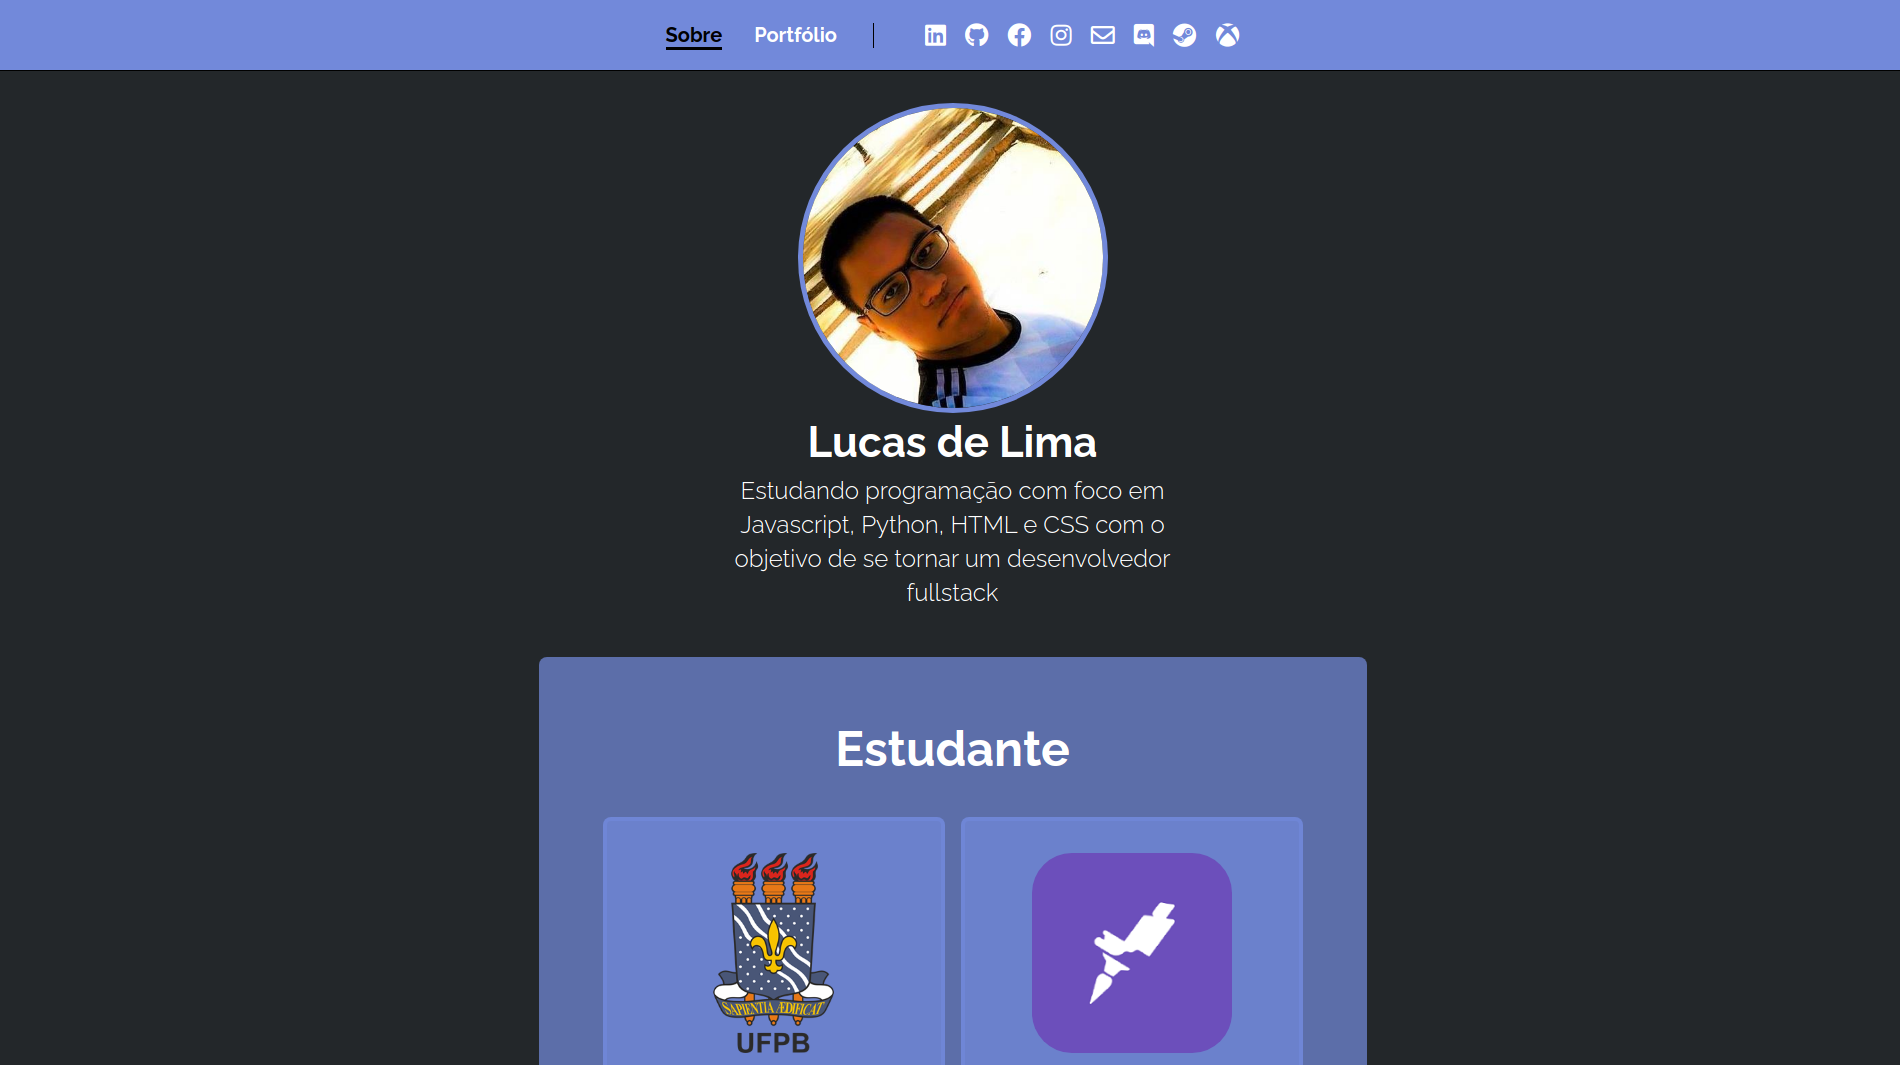 Sobre Portfólio
Lucas de Lima
Estudando programação com foco em
Javascript, Python, HTML e CSS com o
objetivo de se tornar um desenvolvedor
fullstack
Estudante
SAPIENTIA ÆDIFICAT
UFPB